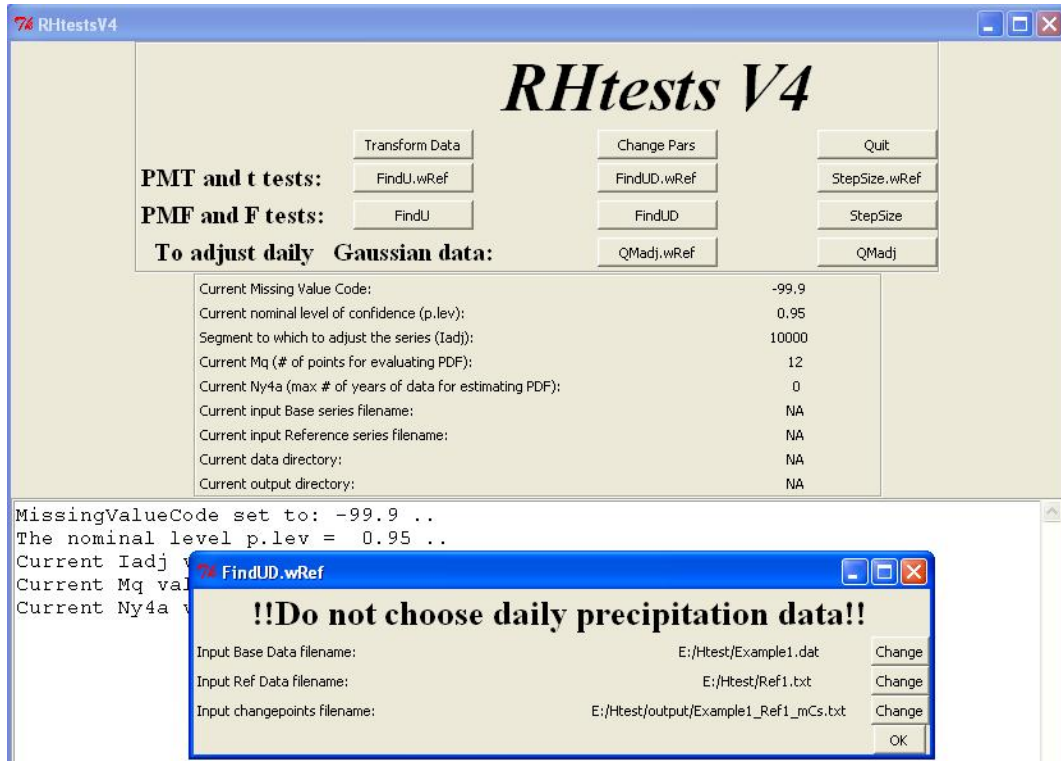 RHtestsV4
RHtests V4
Transform Data Change Pars Quit
PMT and t tests: FindU.wRef FindUD.wRef StepSize.wRef
PMF and F tests: FindU FindUD StepSize
To adjust daily Gaussian data: QMadj.wRef QMadj
Current Missing Value Code: -99.9
Current nominal level of confidence (p.lev): 0.95
Segment to which to adjust the series (Iadj): 10000
Current Mq (# of points for evaluating PDF): 12
Current Ny4a (max # of years of data for estimating PDF): 0
Current input Base series filename: NA
Current input Reference series filename: NA
Current data directory: NA
Current output directory: NA
MissingValueCode set to: -99.9 ..
The nominal level p.lev = 0.95 ..
Current Iadj v
Current Mq val
Current Ny4a v
FindUD.wRef
!!Do not choose daily precipitation data!!
Input Base Data filename: E:/Htest/Example1.dat Change
Input Ref Data filename: E:/Htest/Ref1.txt Change
Input changepoints filename: E:/Htest/output/Example1_Ref1_mCs.txt Change
OK